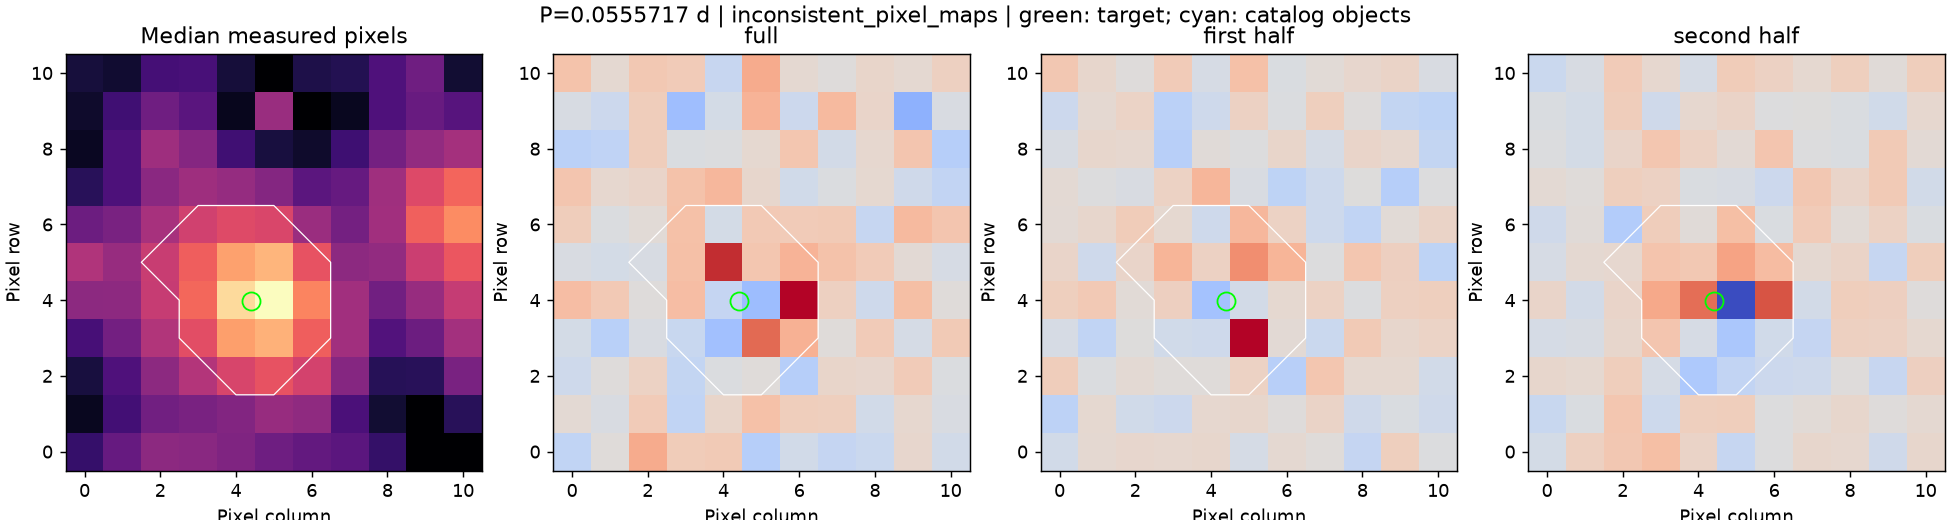 P=0.0555717 d | inconsistent_pixel_maps | green: target; cyan: catalog objects
Median measured pixels
full
first half
second half
Pixel row
10
8
6
4
2
0
0 2 4 6 8 10
Pixel column
Pixel row
10
8
6
4
2
0
0 2 4 6 8 10
Pixel column
Pixel row
10
8
6
4
2
0
0 2 4 6 8 10
Pixel column
Pixel row
10
8
6
4
2
0
0 2 4 6 8 10
Pixel column